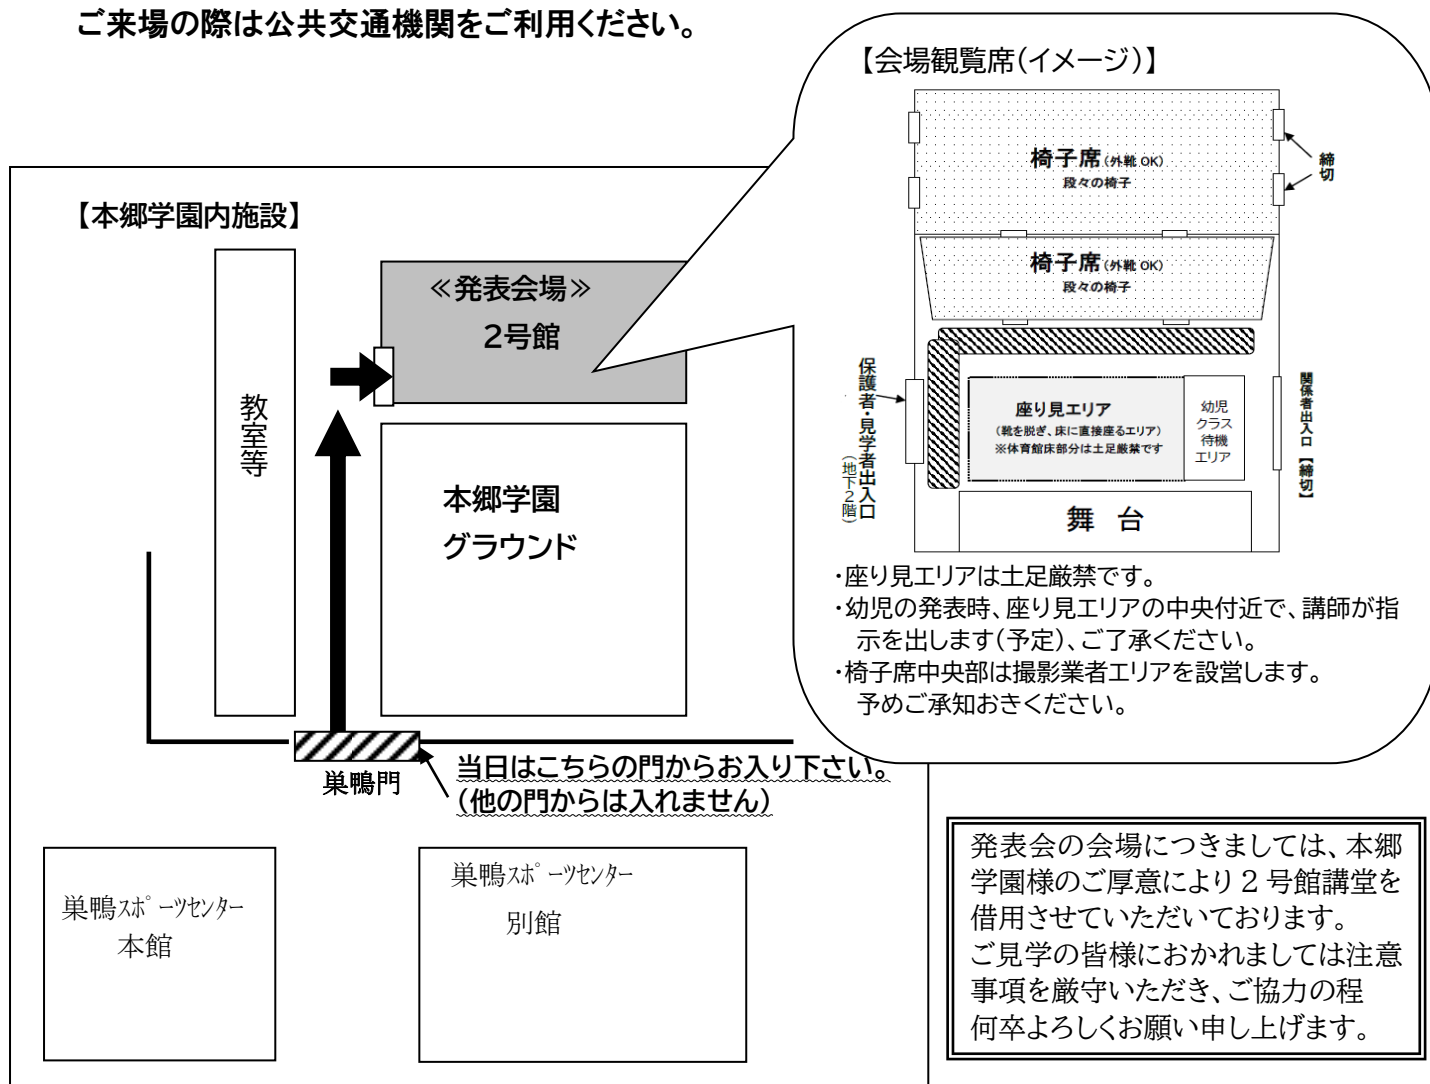 ご来場の際は公共交通機関をご利用ください。
【会場観覧席(イメージ)】
椅子席(外靴 OK)
段々の椅子
締切
椅子席(外靴 OK)
段々の椅子
保護者・見学者出入口
(地下2階)
座り見エリア
(靴を脱ぎ、床に直接座るエリア)
※体育館床部分は土足厳禁です
幼児
クラス
待機
エリア
関係者出入口【締切】
舞 台
・座り見エリアは土足厳禁です。
・幼児の発表時、座り見エリアの中央付近で、講師が指
示を出します(予定)、ご了承ください。
・椅子席中央部は撮影業者エリアを設営します。
予めご承知おきください。
【本郷学園内施設】
≪発表会場≫
2号館
教室等
本郷学園
グラウンド
巣鴨門
当日はこちらの門からお入り下さい。
(他の門からは入れません)
巣鴨スポーツセンター
本館
巣鴨スポーツセンター
別館
発表会の会場につきましては、本郷
学園様のご厚意により2号館講堂を
借用させていただいております。
ご見学の皆様におかれましては注意
事項を厳守いただき、ご協力の程
何卒よろしくお願い申し上げます。